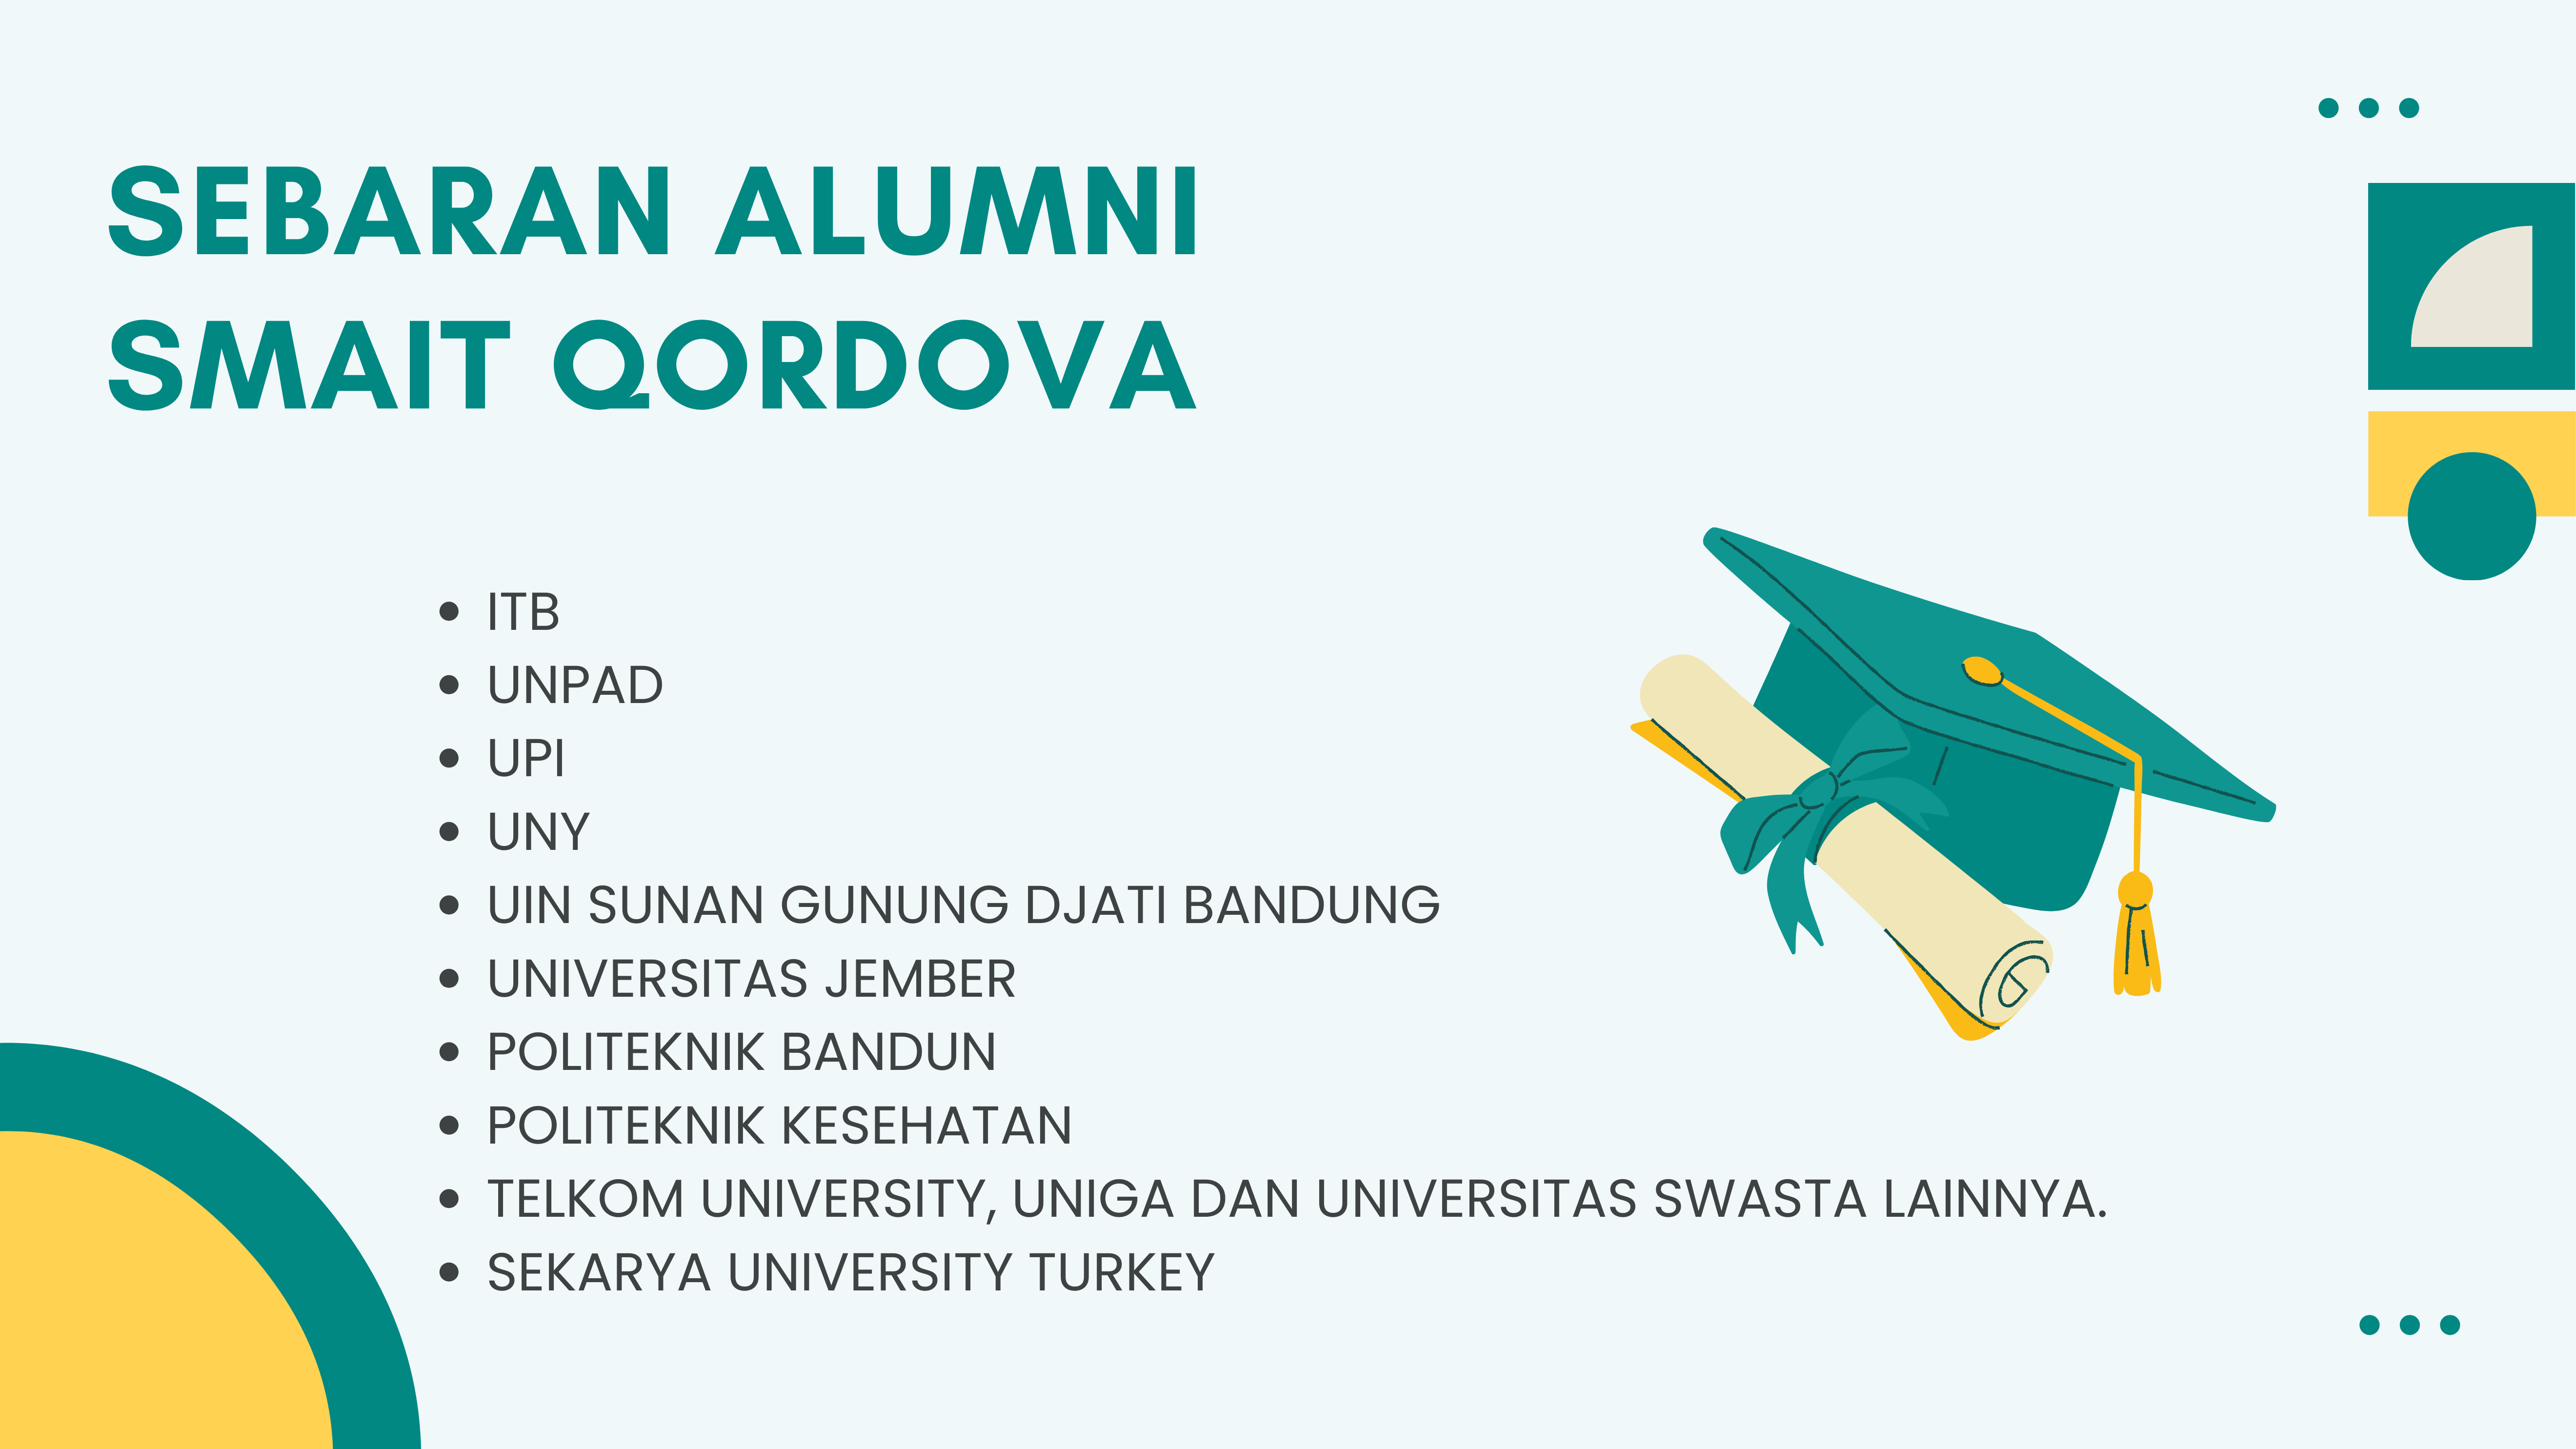 SEBARAN ALUMNI
SMAIT QORDOVA
• ITB
• UNPAD
• UPI
• UNY
• UIN SUNAN GUNUNG DJATI BANDUNG
• UNIVERSITAS JEMBER
• POLITEKNIK BANDUN
• POLITEKNIK KESEHATAN
• TELKOM UNIVERSITY, UNIGA DAN UNIVERSITAS SWASTA LAINNYA.
• SEKARYA UNIVERSITY TURKEY